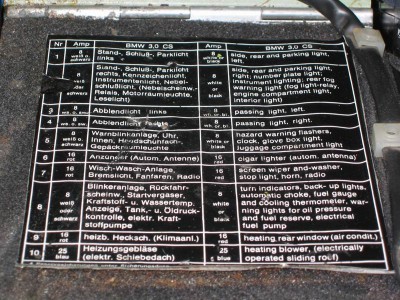 Nr Amp BMW 3,0 CS Amp BMW 3,0 CS
1 8 weiß o. schwarz Stand-, Schluß-, Parklicht links 8 white or black side, rear and parking light, left
2 8 weiß oder schwarz Stand-, Schluß-, Parklicht rechts, Kennzeichenlicht, Instrumentenlicht, Nebelschlußlicht, (Nebelscheinw.-Relais, Motorraumleuchte, Leselicht) 8 white or black side, rear and parking light, right; number plate light; instrument lighting; rear fog warning light (fog light-relay, engine compartment light, interior light)
3 8 Abblendlicht links 8 passing light, left.
4 8 Abblendlicht rechts 8 passing light, right.
5 8 weiß o. schwarz Warnblinkanlage, Uhr, Gepäckraumleuchte 8 white or black hazard warning flashers, clock, glove box light, luggage compartment light
6 16 rot Anzünder (Autom. Antenne) 16 red cigar lighter (autom. antenna)
7 16 rot Wisch-Wasch-Anlage, Bremslicht, Fanfaren, Radio 16 red screen wiper and-washer, stop light, horn, radio
8 8 weiß oder schwarz Blinkeranlage, Rückfahrscheinw., Startvergaser, Kraftstoff- u. Wassertemp. Anzeige, Tank,- u. Öldruckkontrolle, elektr. Kraftstoffpumpe 8 white or black turn indicators, back-up lights, automatic choke, fuel gauge and cooling thermometer, warning lights for oil pressure and fuel reserve, electrical fuel pump
9 16 rot heizb. Hecksch. (Klimaanl.) 16 red heating rear window (air condit.)
10 25 blau Heizungsgebläse (elektr. Schiebedach) 25 blue heating blower, (electrically operated sliding roof)